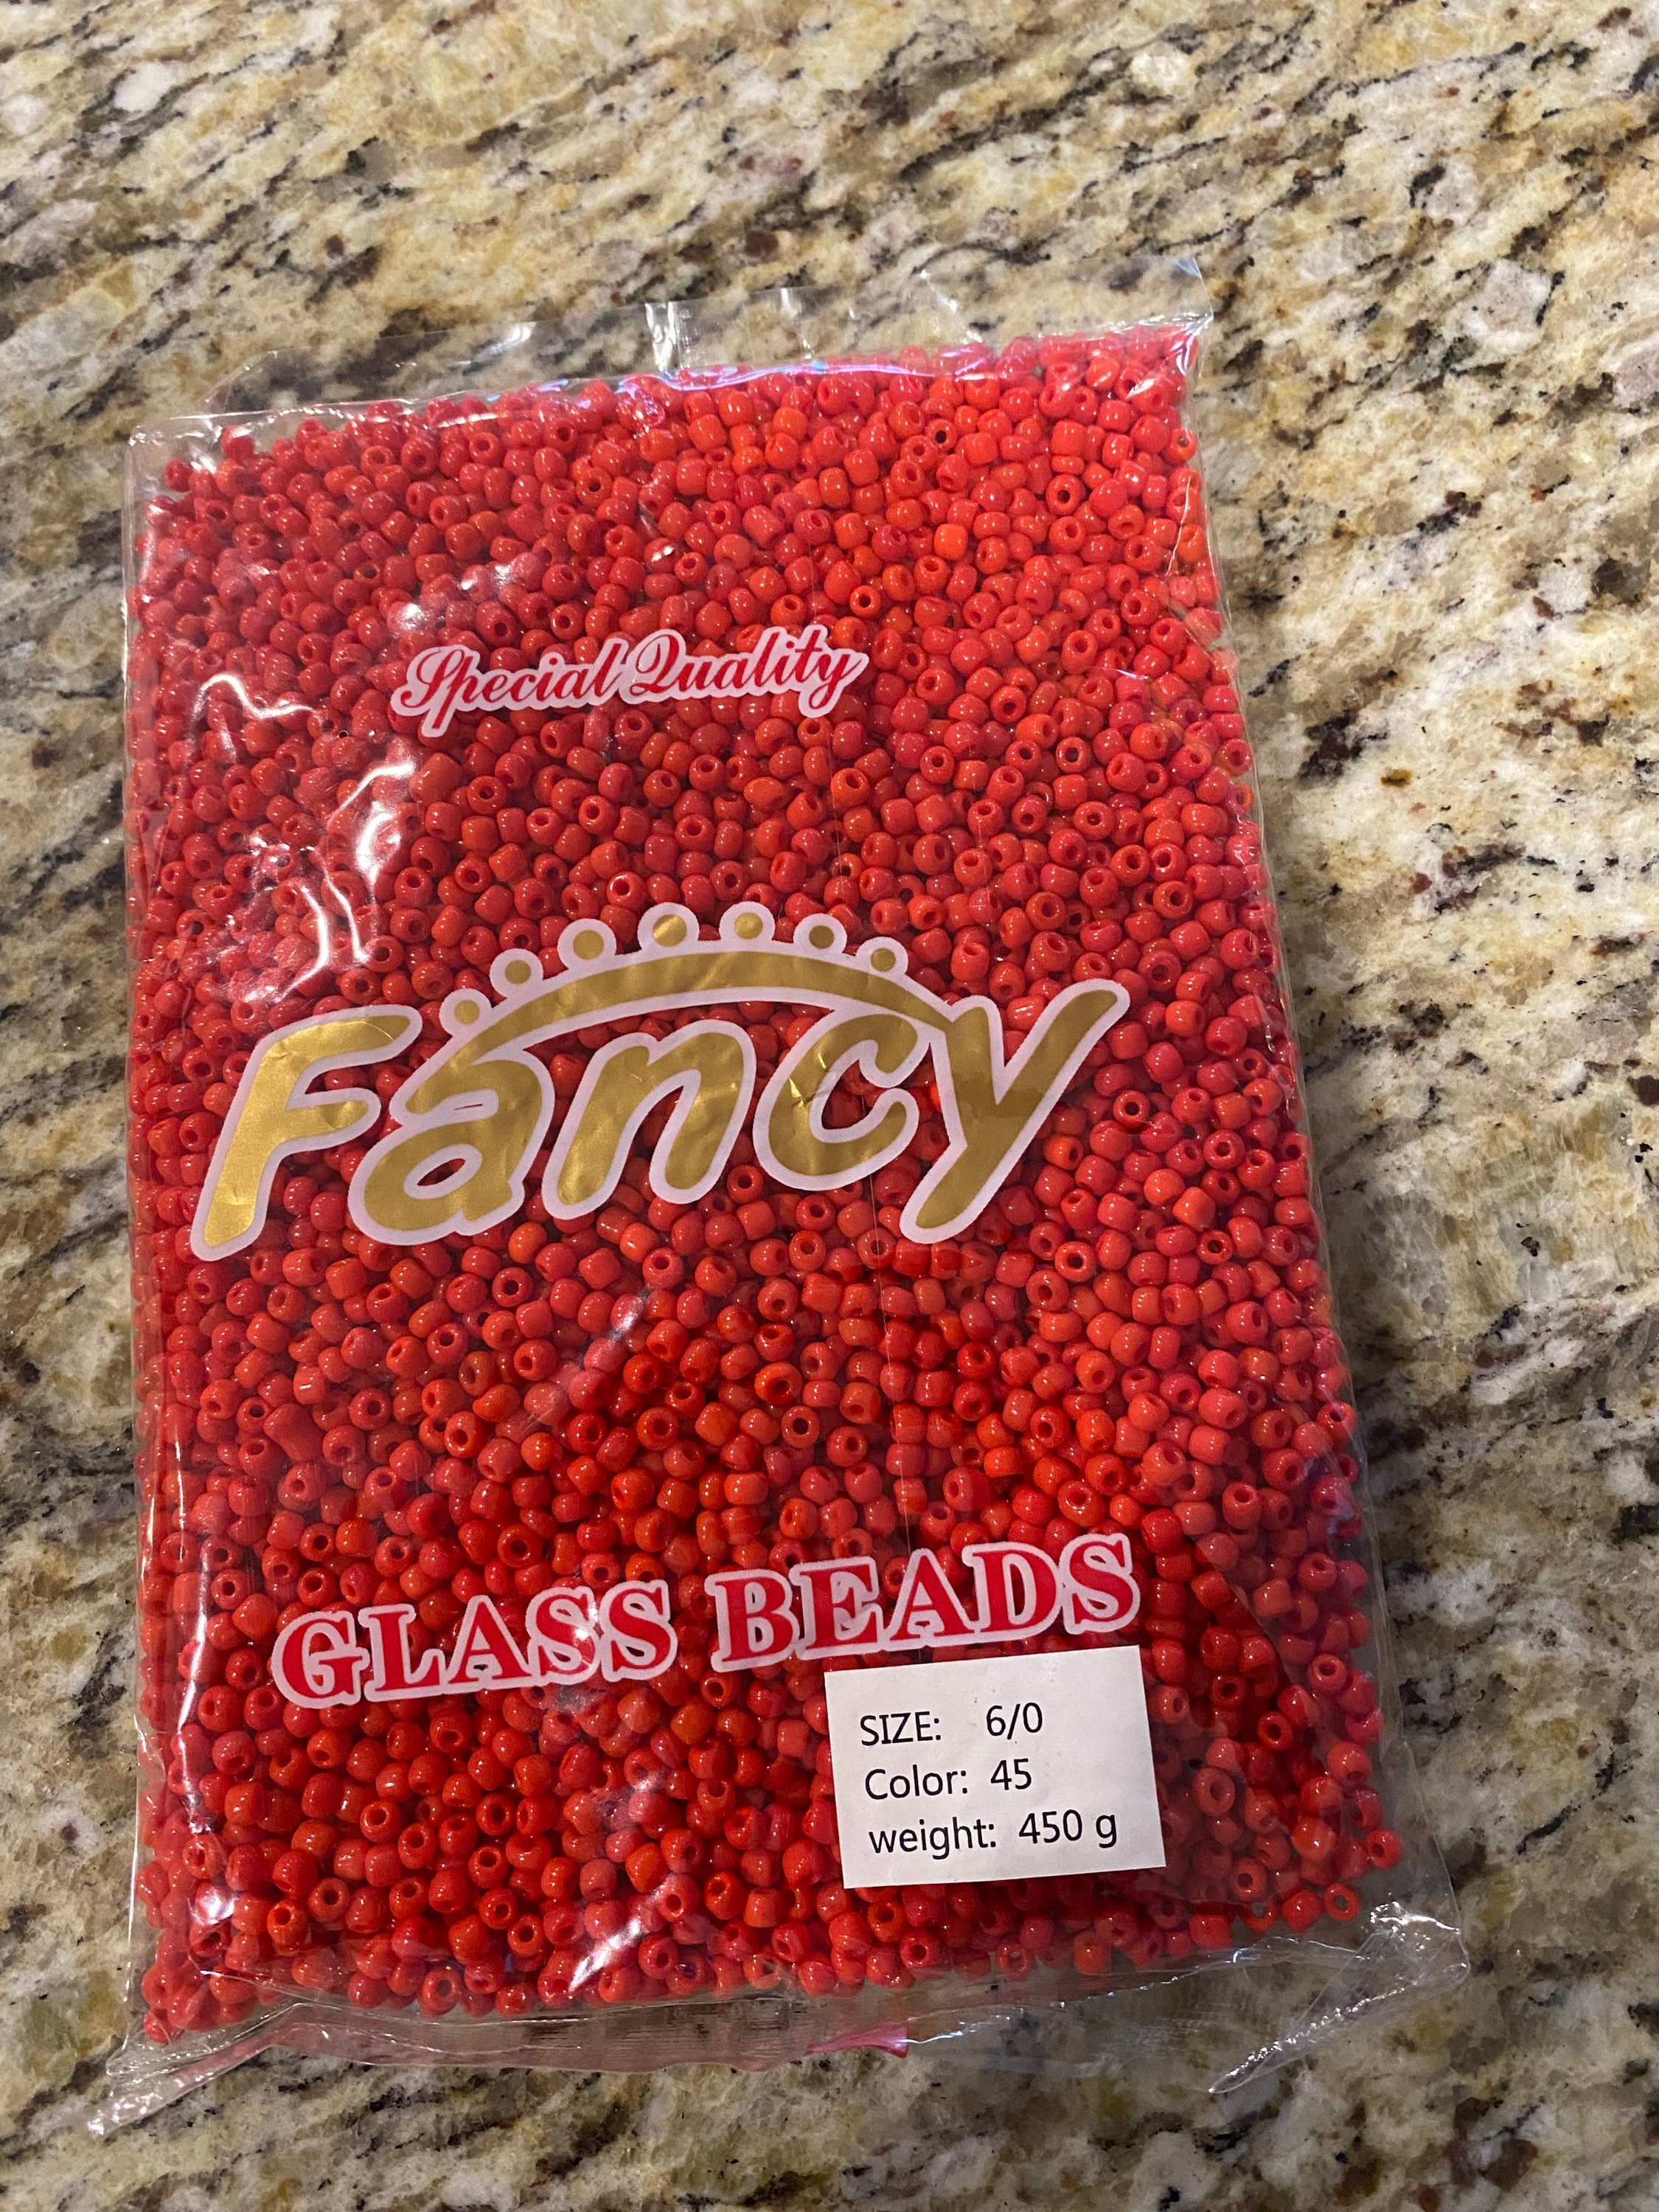 Special Quality
Fancy
GLASS BEADS
SIZE: 6/0
Color: 45
weight: 450 g